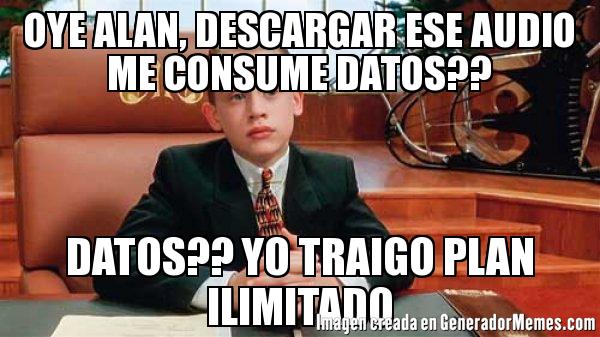 OYE ALAN, DESCARGAR ESE AUDIO
ME CONSUME DATOS??
DATOS?? YO TRAIGO PLAN
ILIMITADO
Imagen creada en GeneradorMemes.com